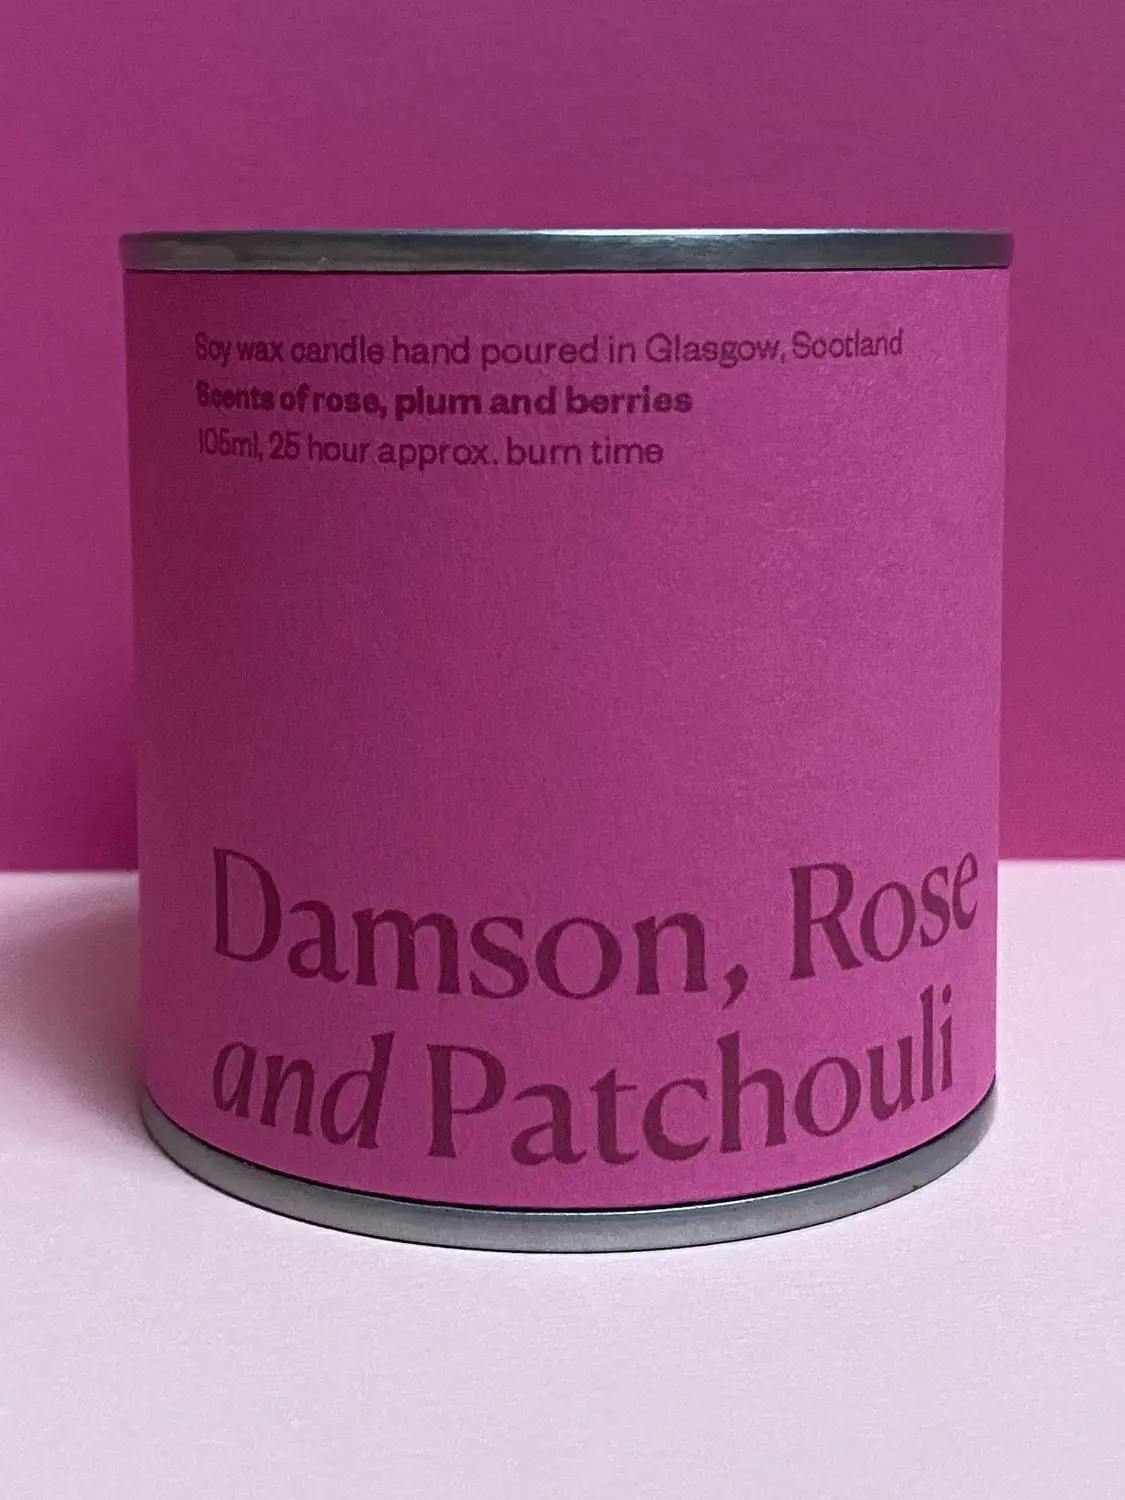 Soy wax candle hand poured in Glasgow, Scotland
Scents of rose, plum and berries
105ml, 25 hour approx. burn time
Damson, Rose
and Patchouli